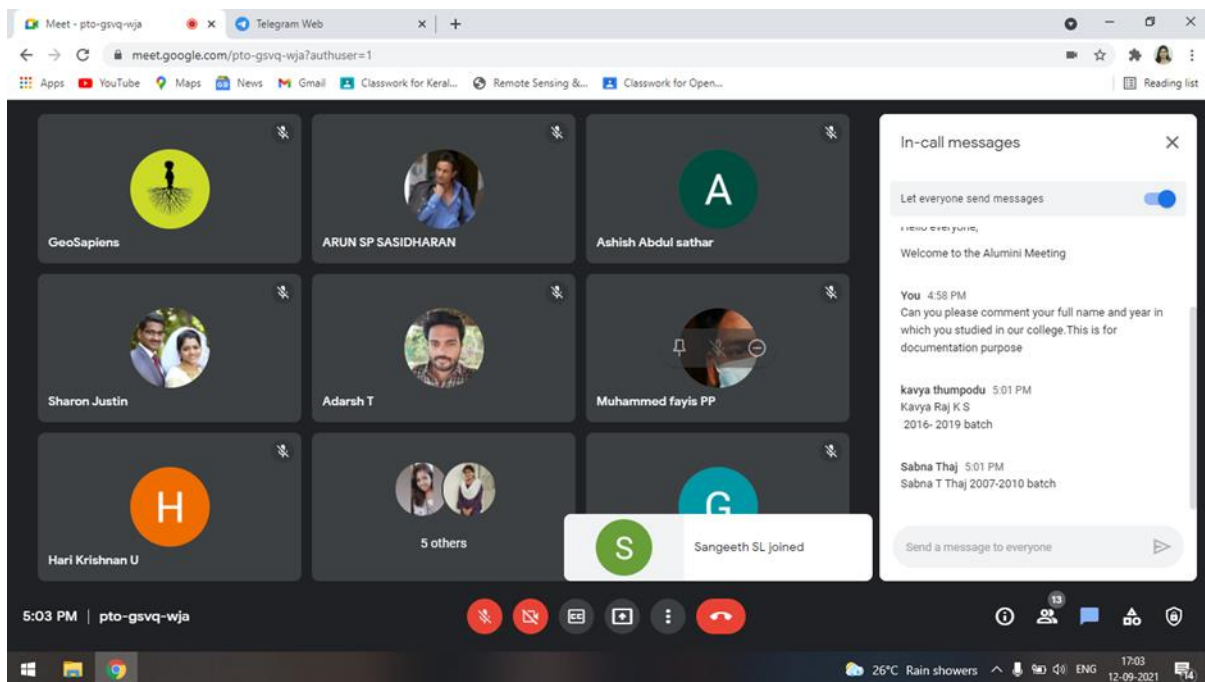 Meet - pto-gsvq-wja
Telegram Web
meet.google.com/pto-gsvq-wja?authuser=1
Apps YouTube Maps News Gmail Classwork for Keral... Remote Sensing &... Classwork for Open... Reading list
GeoSapiens
ARUN SP SASIDHARAN
A
Ashish Abdul sathar
Sharon Justin
Adarsh T
Muhammed fayis PP
H
Hari Krishnan U
5 others
G
S
Sangeeth SL joined
In-call messages
Let everyone send messages
Hello everyone,
Welcome to the Alumini Meeting
You 4:58 PM
Can you please comment your full name and year in
which you studied in our college.This is for
documentation purpose
kavya thumpodu 5:01 PM
Kavya Raj K S
2016- 2019 batch
Sabna Thaj 5:01 PM
Sabna T Thaj 2007-2010 batch
Send a message to everyone
5:03 PM | pto-gsvq-wja
13
26°C Rain showers
ENG
17:03
12-09-2021
14